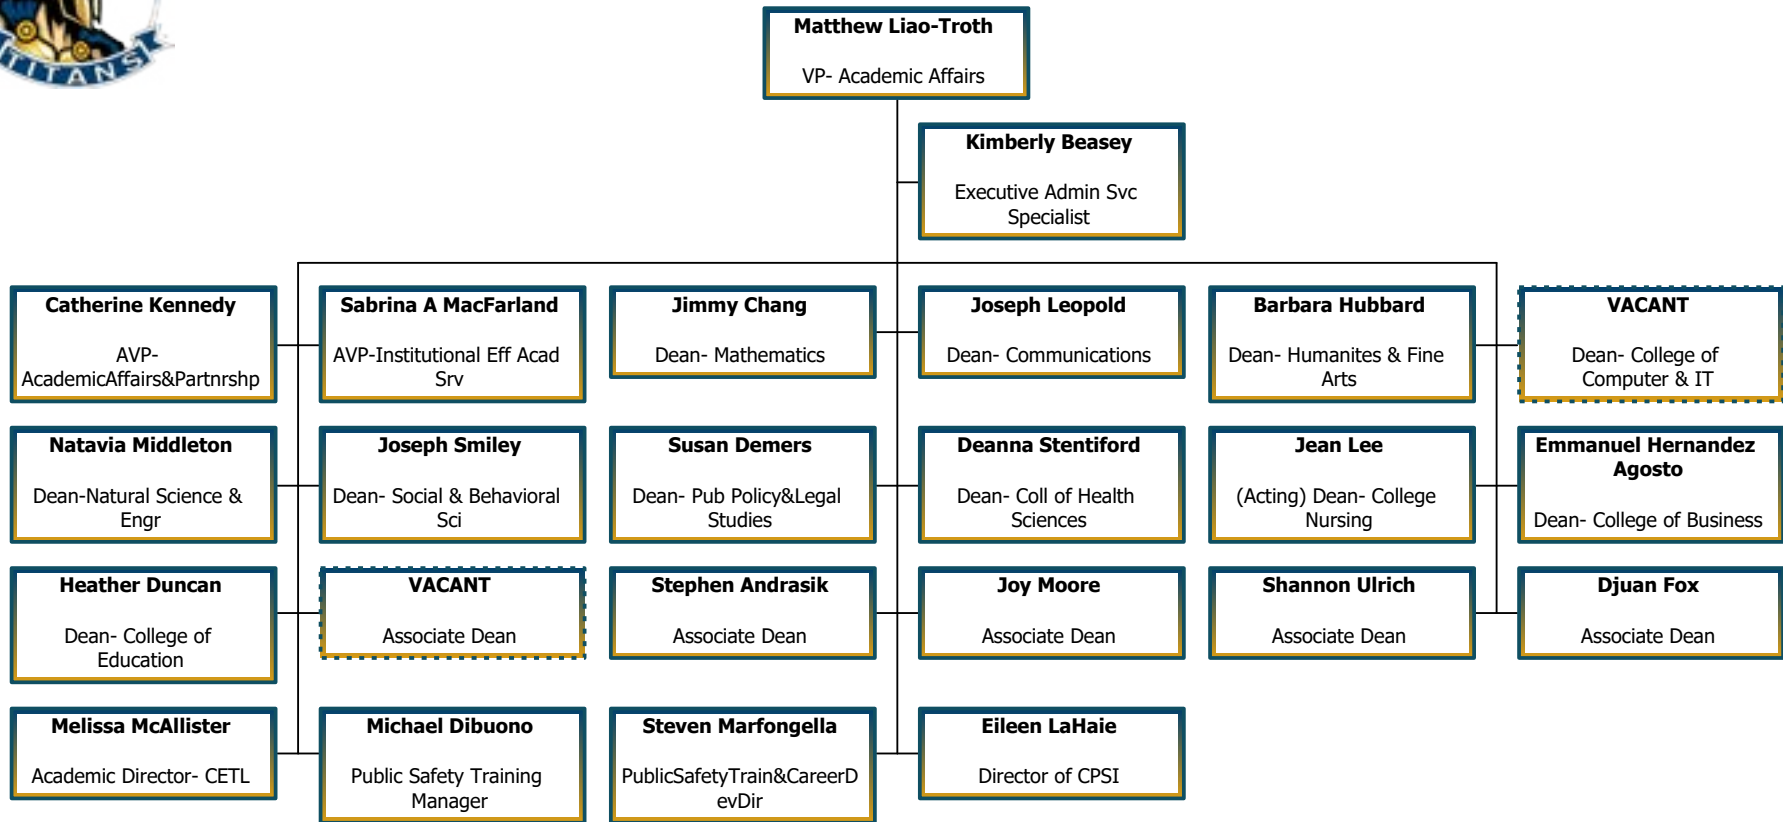 TITANS
Matthew Liao-Troth
VP- Academic Affairs
Kimberly Beasey
Executive Admin Svc
Specialist
Catherine Kennedy
AVP-
AcademicAffairs&Partnrshp
Sabrina A MacFarland
AVP-Institutional Eff Acad
Srv
Jimmy Chang
Dean- Mathematics
Joseph Leopold
Dean- Communications
Barbara Hubbard
Dean- Humanites & Fine
Arts
VACANT
Dean- College of
Computer & IT
Natavia Middleton
Dean-Natural Science &
Engr
Joseph Smiley
Dean- Social & Behavioral
Sci
Susan Demers
Dean- Pub Policy&Legal
Studies
Deanna Stentiford
Dean- Coll of Health
Sciences
Jean Lee
(Acting) Dean- College
Nursing
Emmanuel Hernandez
Agosto
Dean- College of Business
Heather Duncan
Dean- College of
Education
VACANT
Associate Dean
Stephen Andrasik
Associate Dean
Joy Moore
Associate Dean
Shannon Ulrich
Associate Dean
Djuan Fox
Associate Dean
Melissa McAllister
Academic Director- CETL
Michael Dibuono
Public Safety Training
Manager
Steven Marfongella
PublicSafetyTrain&CareerD
evDir
Eileen LaHaie
Director of CPSI